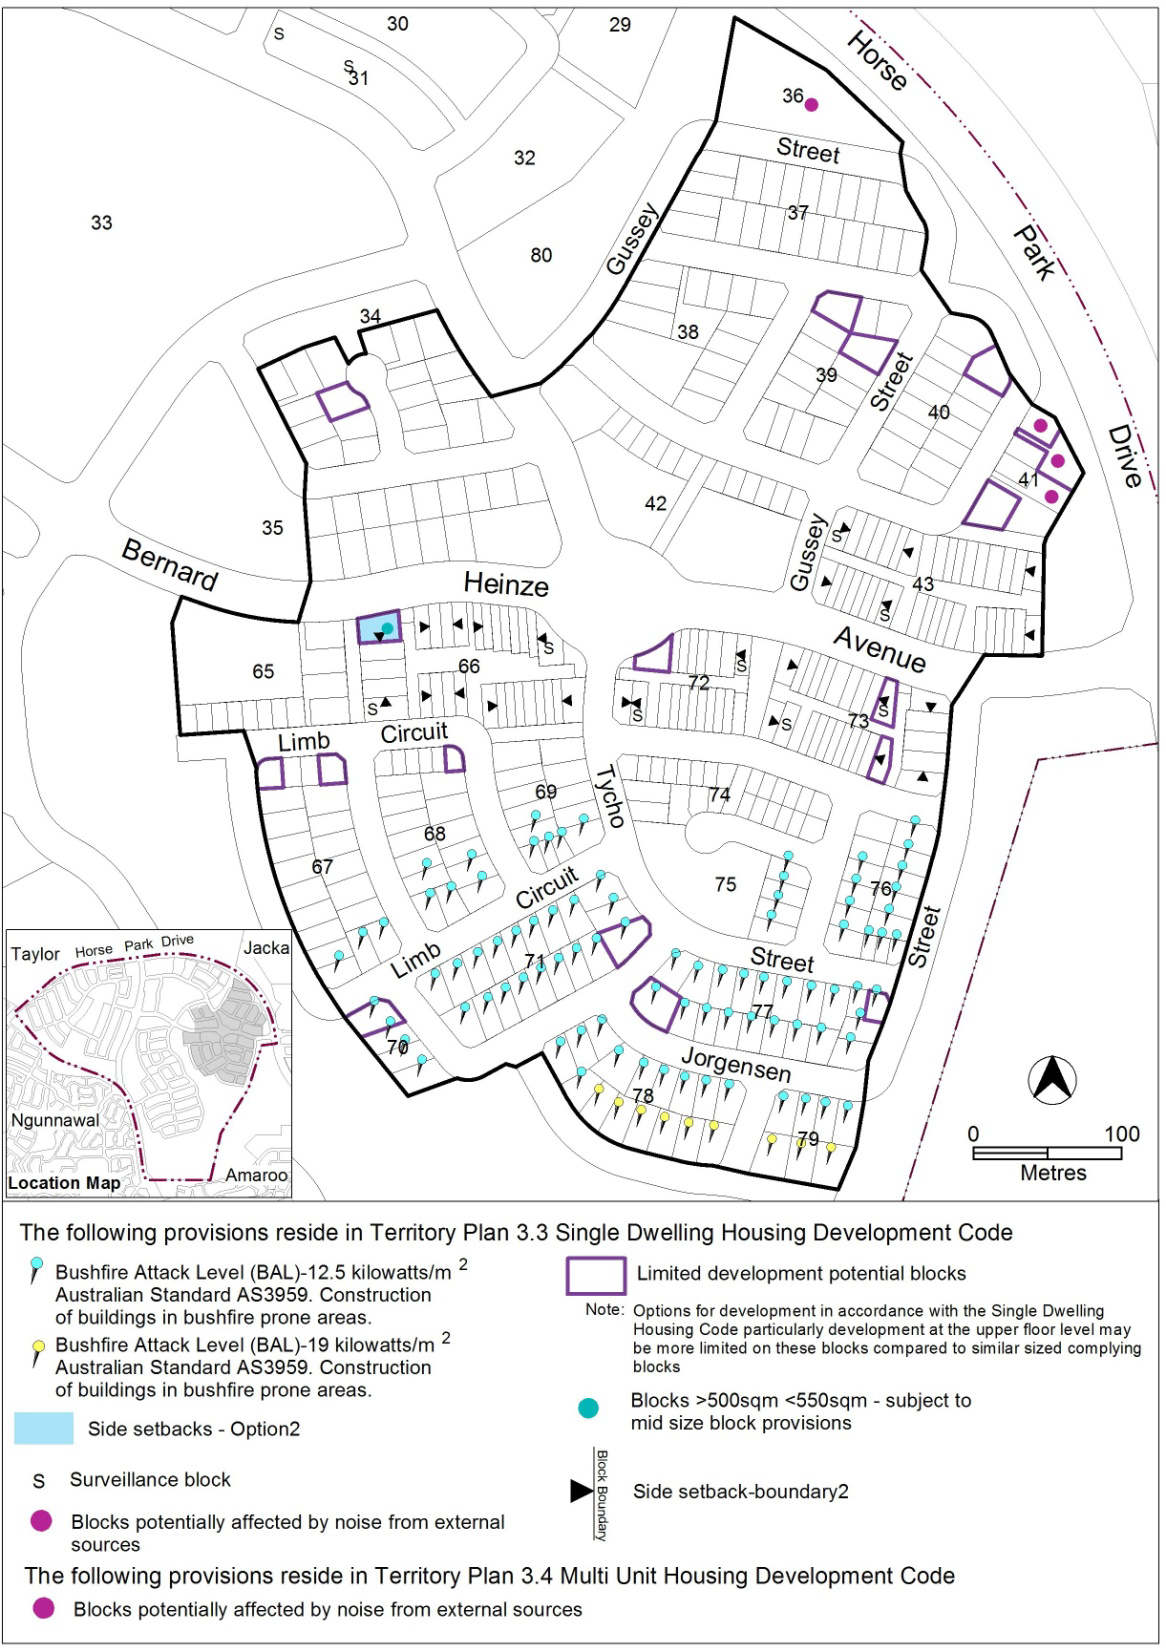 30
29
S
S
31
Horse
36
Street
32
33
37
Gussey
Park
80
34
38
39
Street
40
Drive
41
42
35
Gussey
S
Bernard
Heinze
43
S
Avenue
S
65
66
72
S
S
S
S
73
S
Limb
Circuit
Tycho
69
74
68
67
75
76
Circuit
Street
Limb
71
Street
77
70
Jorgensen
78
79
0 100
Metres
Taylor
Horse Park Drive
Jacka
Ngunnawal
Amaroo
Location Map
The following provisions reside in Territory Plan 3.3 Single Dwelling Housing Development Code
Bushfire Attack Level (BAL)-12.5 kilowatts/m 2
Australian Standard AS3959. Construction
of buildings in bushfire prone areas.
Bushfire Attack Level (BAL)-19 kilowatts/m 2
Australian Standard AS3959. Construction
of buildings in bushfire prone areas.
Side setbacks - Option2
S Surveillance block
Blocks potentially affected by noise from external
sources
Limited development potential blocks
Note: Options for development in accordance with the Single Dwelling
Housing Code particularly development at the upper floor level may
be more limited on these blocks compared to similar sized complying
blocks
Blocks >500sqm <550sqm - subject to
mid size block provisions
Block Boundary
Side setback-boundary2
The following provisions reside in Territory Plan 3.4 Multi Unit Housing Development Code
Blocks potentially affected by noise from external sources